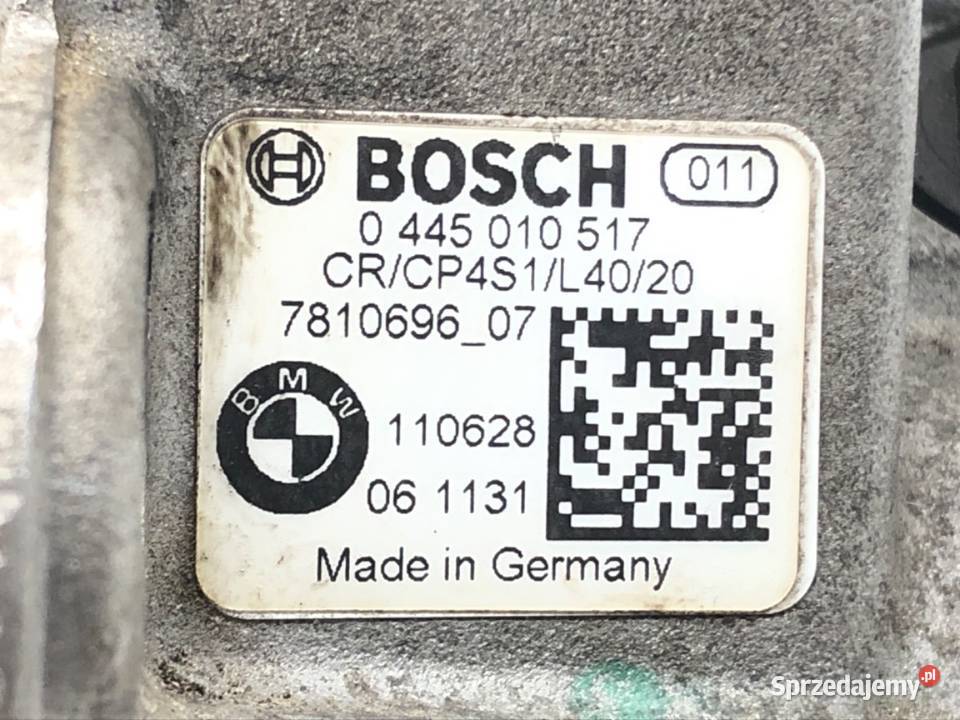 BOSCH 011
0 445 010 517
CR/CP4S1/L40/20
7810696_07
BMW
110628
06 1131
Made in Germany
Sprzedajemy.pl